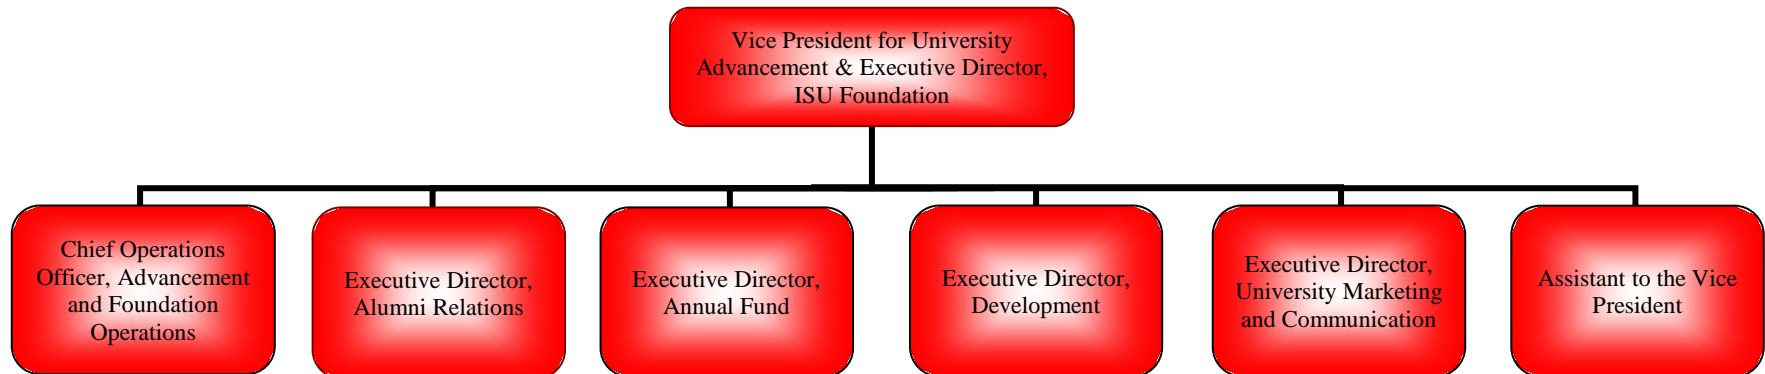 Vice President for University
Advancement & Executive Director,
ISU Foundation
Chief Operations
Officer, Advancement
and Foundation
Operations
Executive Director,
Alumni Relations
Executive Director,
Annual Fund
Executive Director,
Development
Executive Director,
University Marketing
and Communication
Assistant to the Vice
President